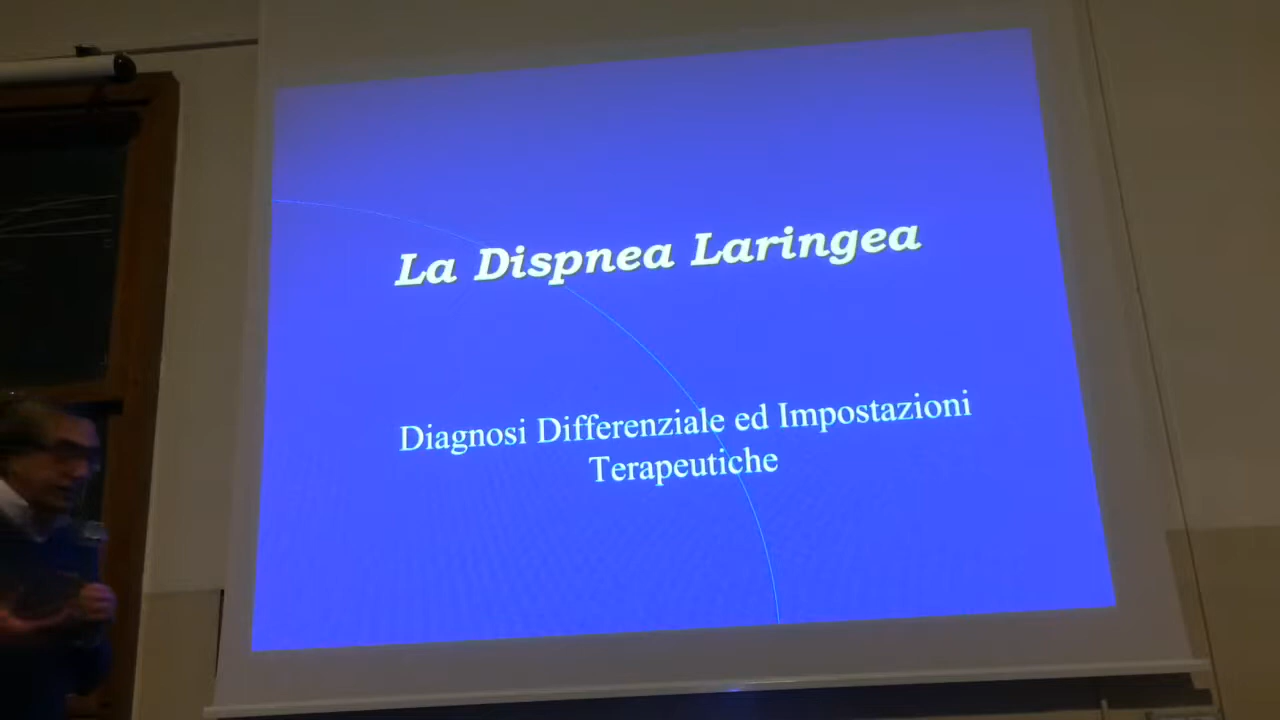 La Dispnea Laringea
Diagnosi Differenziale ed Impostazioni
Terapeutiche